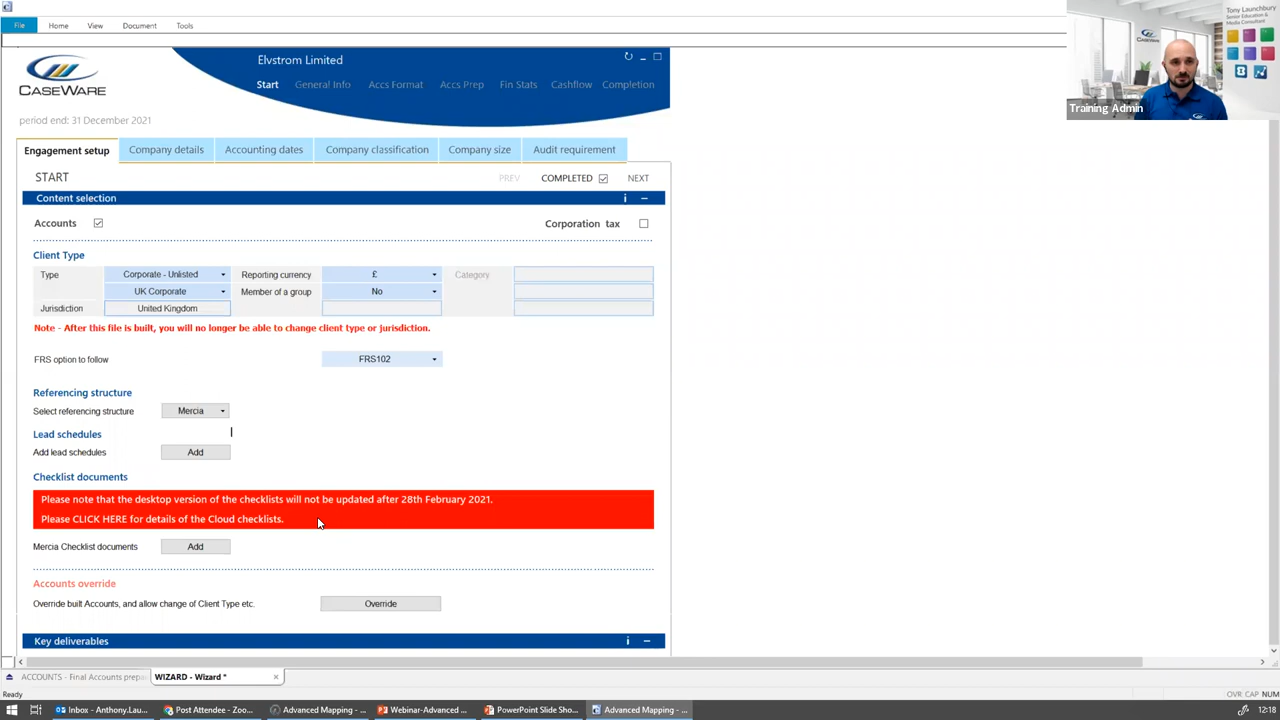 File Home View Document Tools
Tony Launchbury
Senior Education &
Media Consultant
CASEWARE
Training Admin
CASEWARE
Elvstrom Limited
Start General Info Accs Format Accs Prep Fin Stats Cashflow Completion
period end: 31 December 2021
Engagement setup Company details Accounting dates Company classification Company size Audit requirement
START PREV COMPLETED NEXT
Content selection i
Accounts Corporation tax
Client Type
Type Corporate - Unlisted Reporting currency £ Category
UK Corporate Member of a group No
Jurisdiction United Kingdom
Note - After this file is built, you will no longer be able to change client type or jurisdiction.
FRS option to follow FRS102
Referencing structure
Select referencing structure Mercia
Lead schedules
Add lead schedules Add
Checklist documents
Please note that the desktop version of the checklists will not be updated after 28th February 2021.
Please CLICK HERE for details of the Cloud checklists.
Mercia Checklist documents Add
Accounts override
Override built Accounts, and allow change of Client Type etc. Override
Key deliverables i
ACCOUNTS - Final Accounts prepa WIZARD - Wizard *
Ready OVR CAP NUM
Inbox - Anthony.Lau... Post Attendee - Zoo... Advanced Mapping - ... Webinar-Advanced ... PowerPoint Slide Sho... Advanced Mapping - ... 12:18